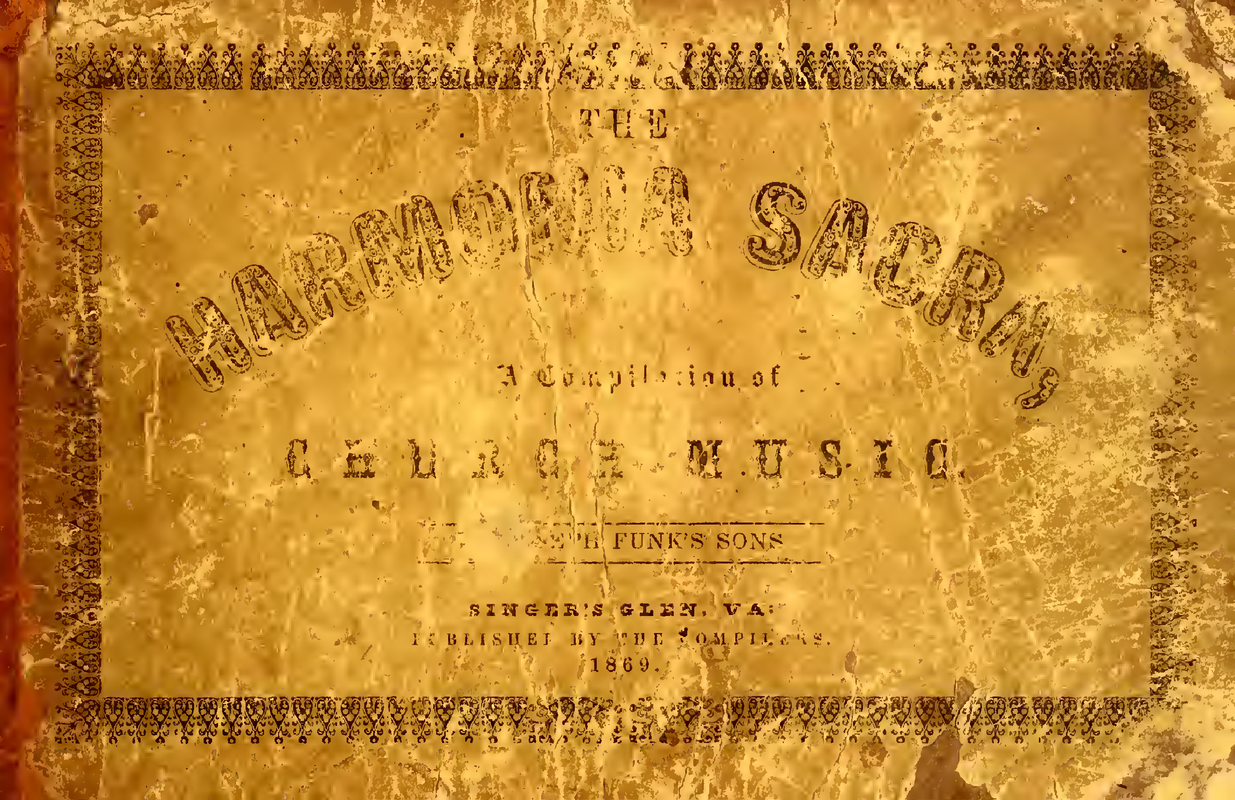 THE
HARMONIA SACRA,
A Compilation of
CHURCH MUSIC
FUNK'S SONS
SINGER'S GLEN, VA.
PUBLISHED BY THE COMPILERS.
1869.